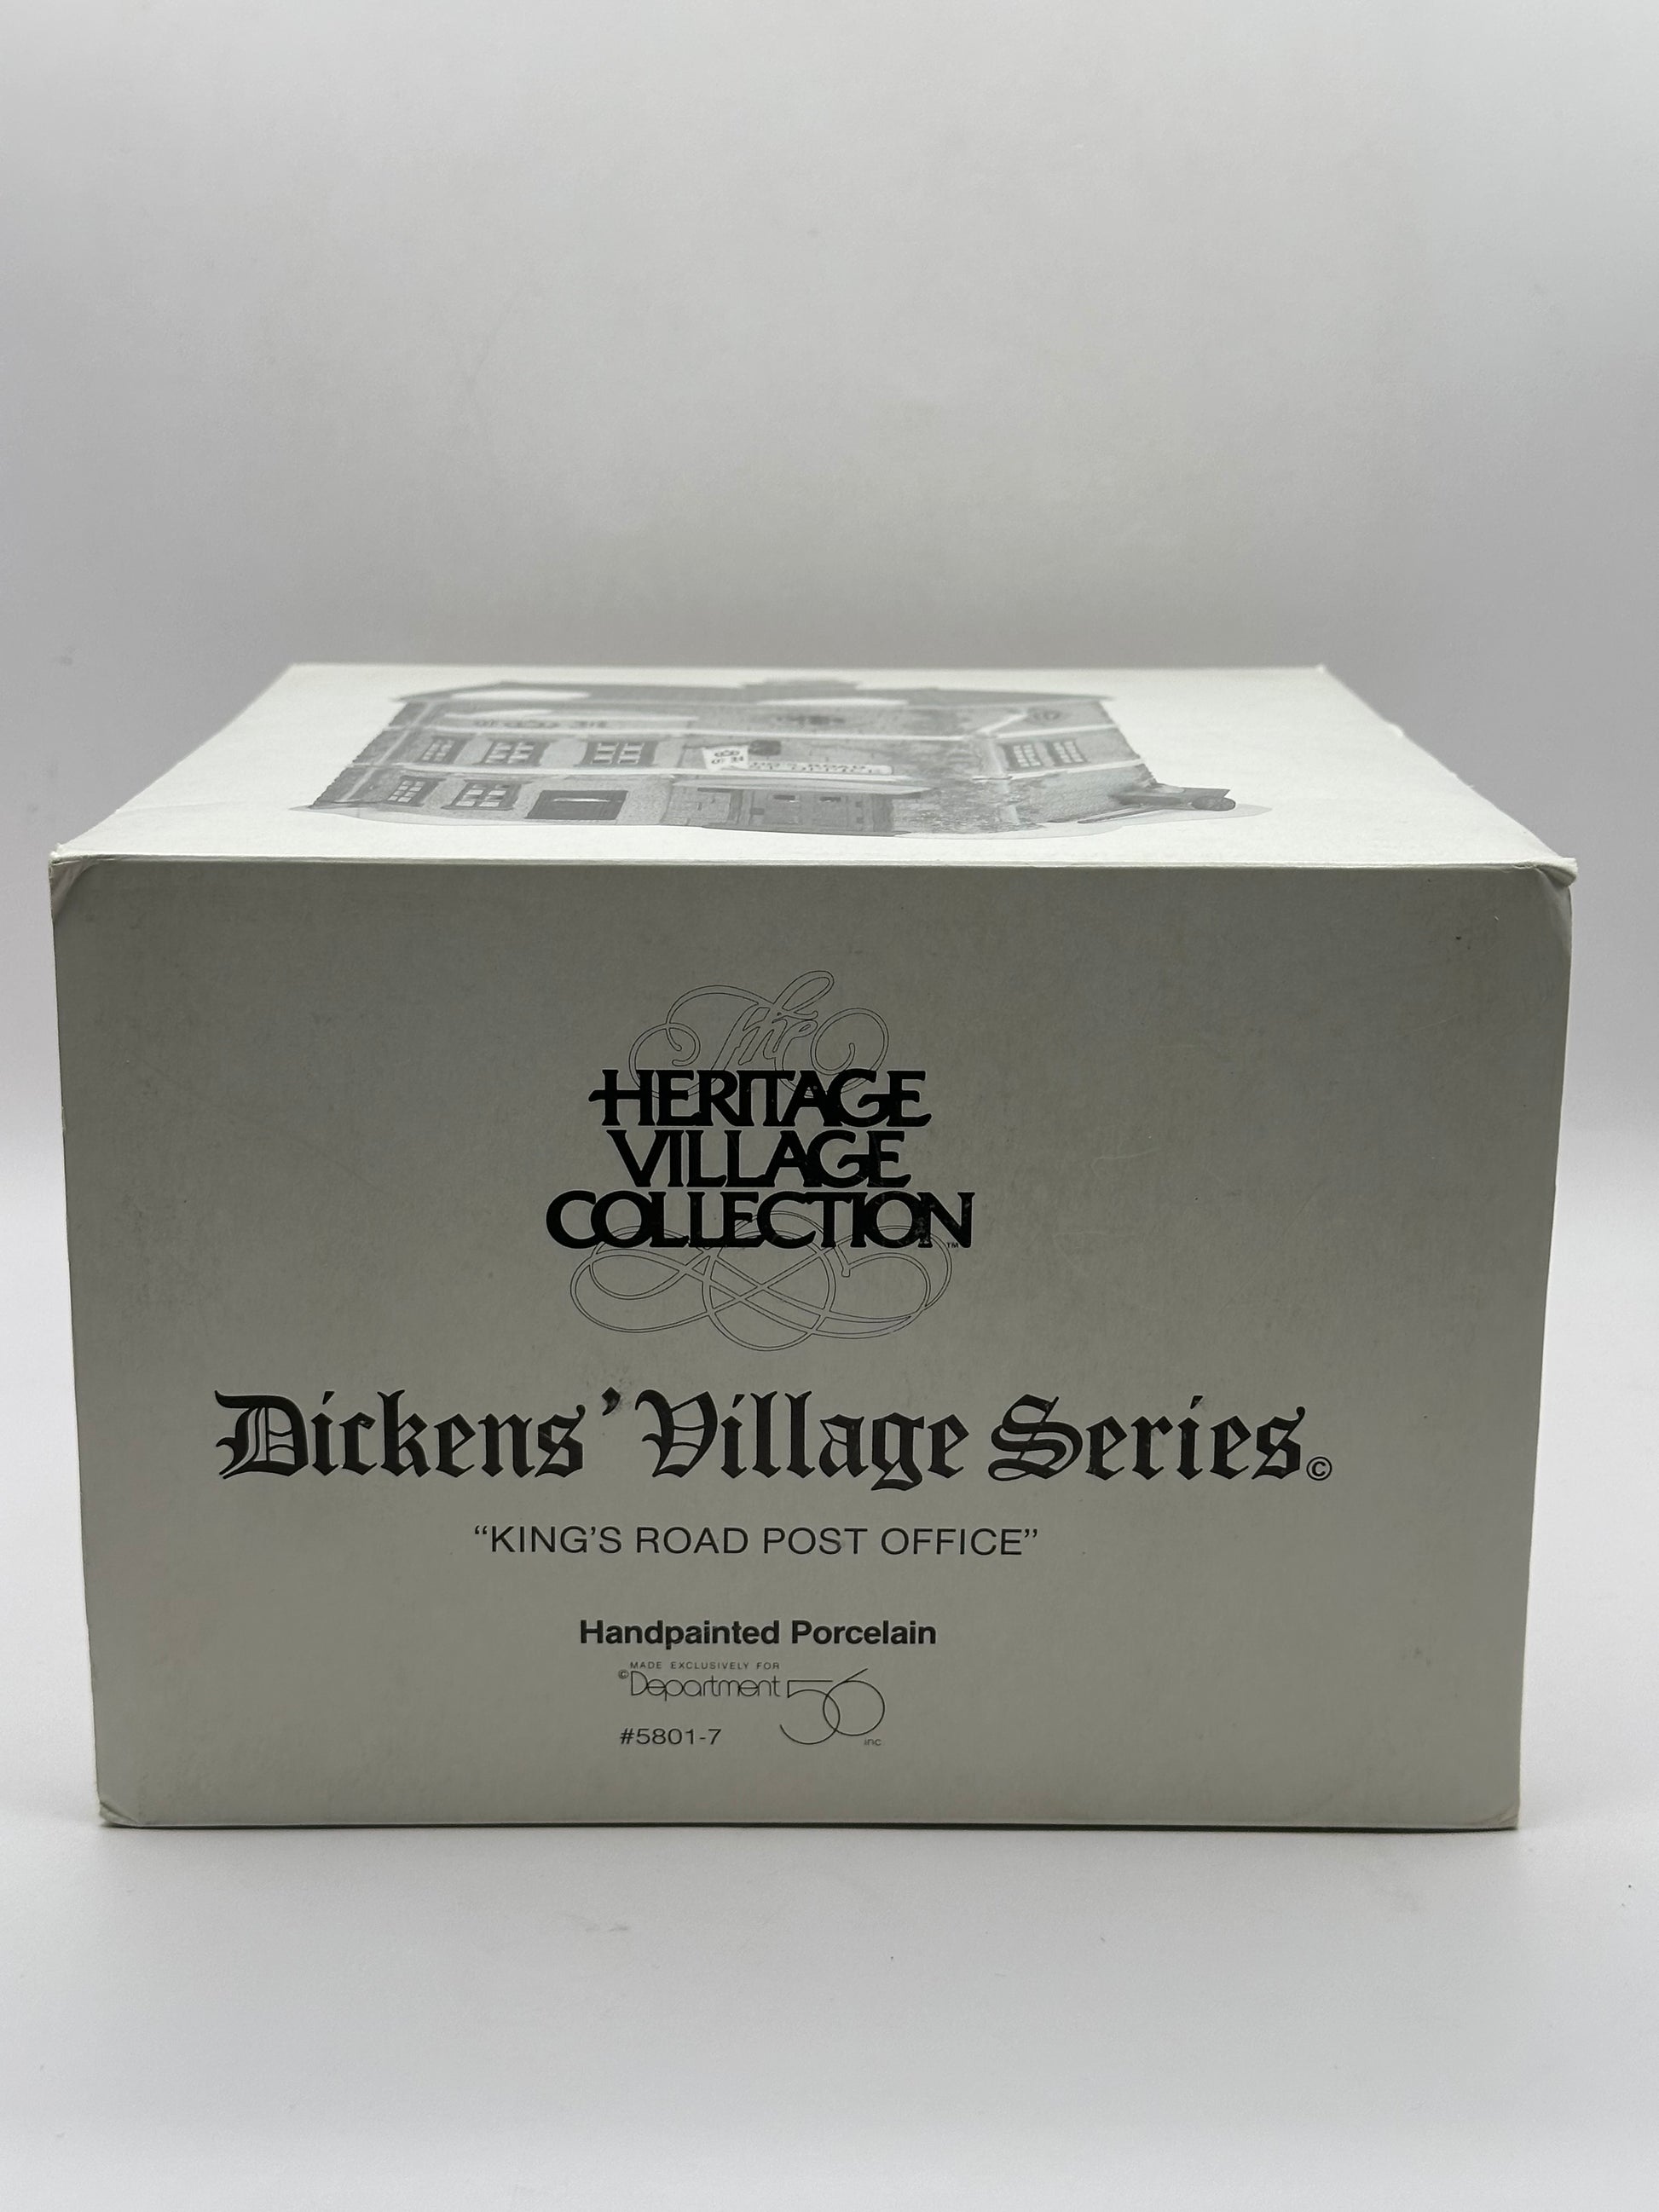 The
HERITAGE
VILLAGE
COLLECTION™
Dickens' Village Series©
“KING’S ROAD POST OFFICE”
Handpainted Porcelain
MADE EXCLUSIVELY FOR
©Department 56 inc.
#5801-7